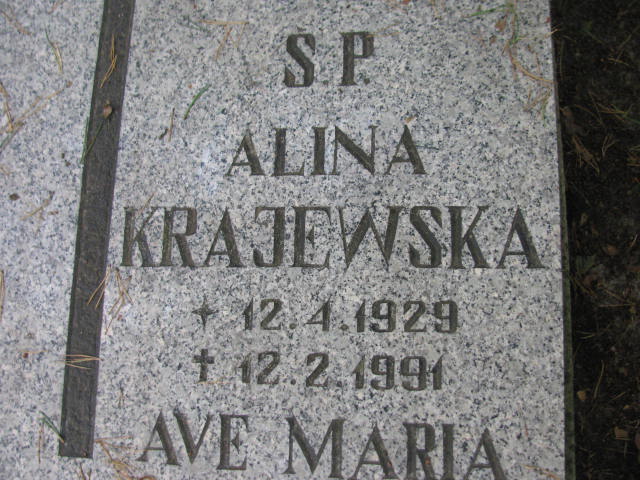 Ś.P.
ALINA
KRAJEWSKA
12.4.1929
✝ 12.2.1991
AVE MARIA